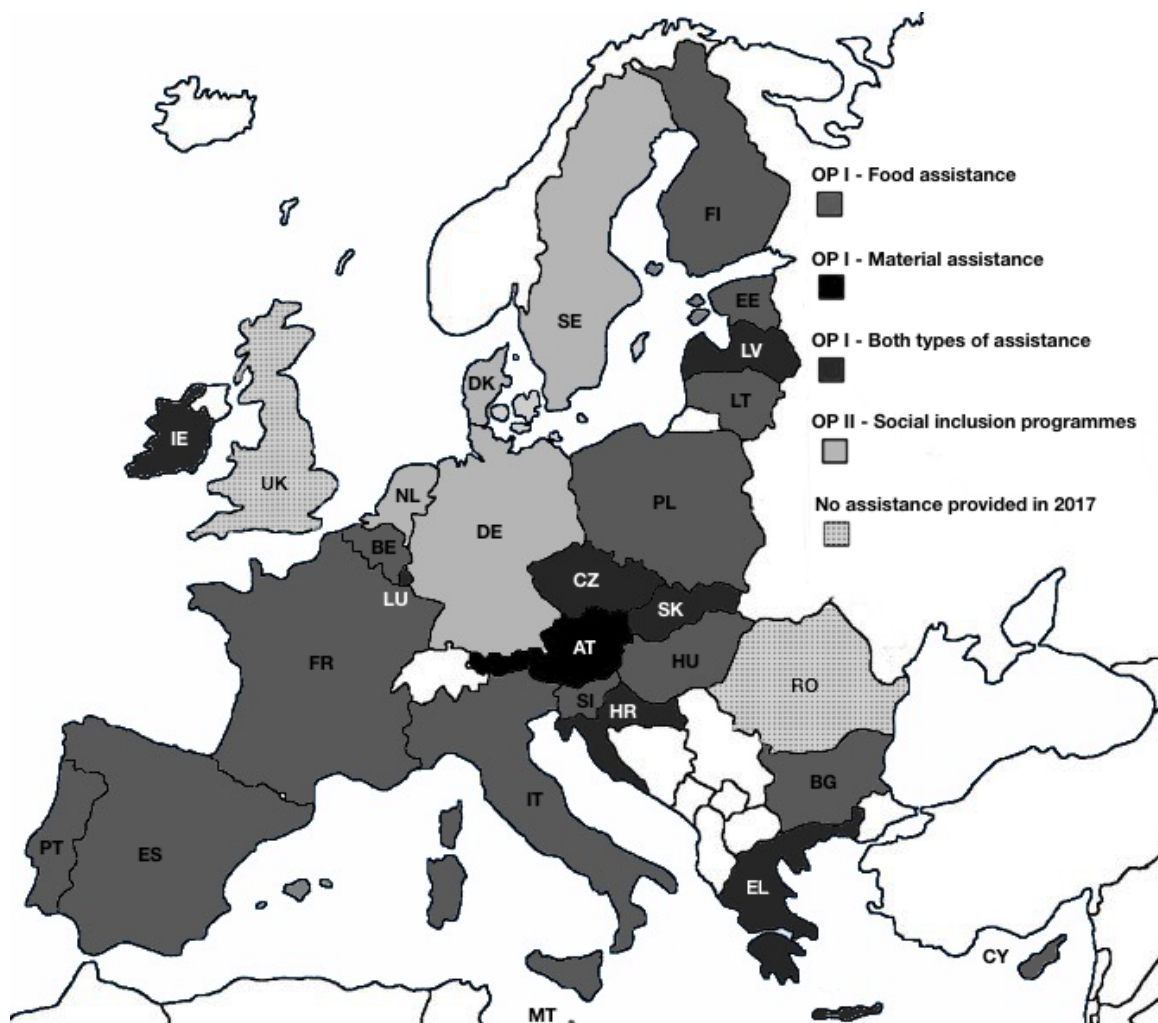 OP I - Food assistance
FI
OP I - Material assistance
EE
SE
LV
OP I - Both types of assistance
DK
LT
OP II - Social inclusion programmes
IE
UK
NL
PL
No assistance provided in 2017
DE
BE
CZ
LU
SK
AT
FR
HU
RO
SI
HR
BG
IT
PT
ES
EL
CY
MT